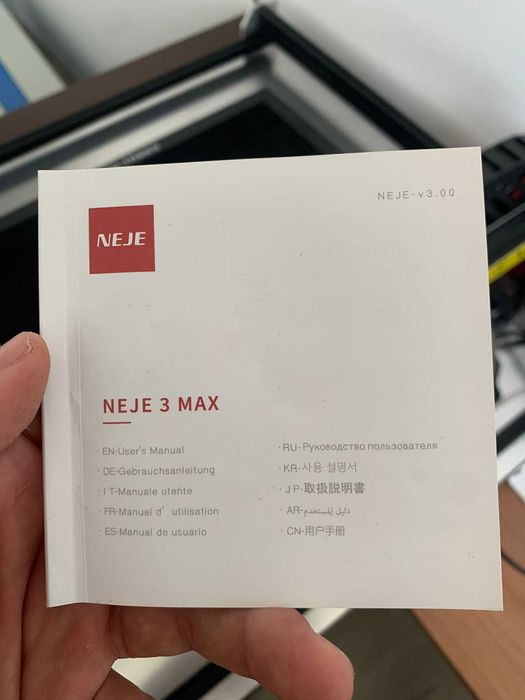 NEJE-v3.00
NEJE
NEJE 3 MAX
· EN-User's Manual
· DE-Gebrauchsanleitung
· IT-Manuale utente
· FR-Manuel d' utilisation
· ES-Manual de usuario
· RU-Руководство пользователя
· KR-사용 설명서
· JP-取扱説明書
· AR-دليل المستخدم
· CN-用户手册